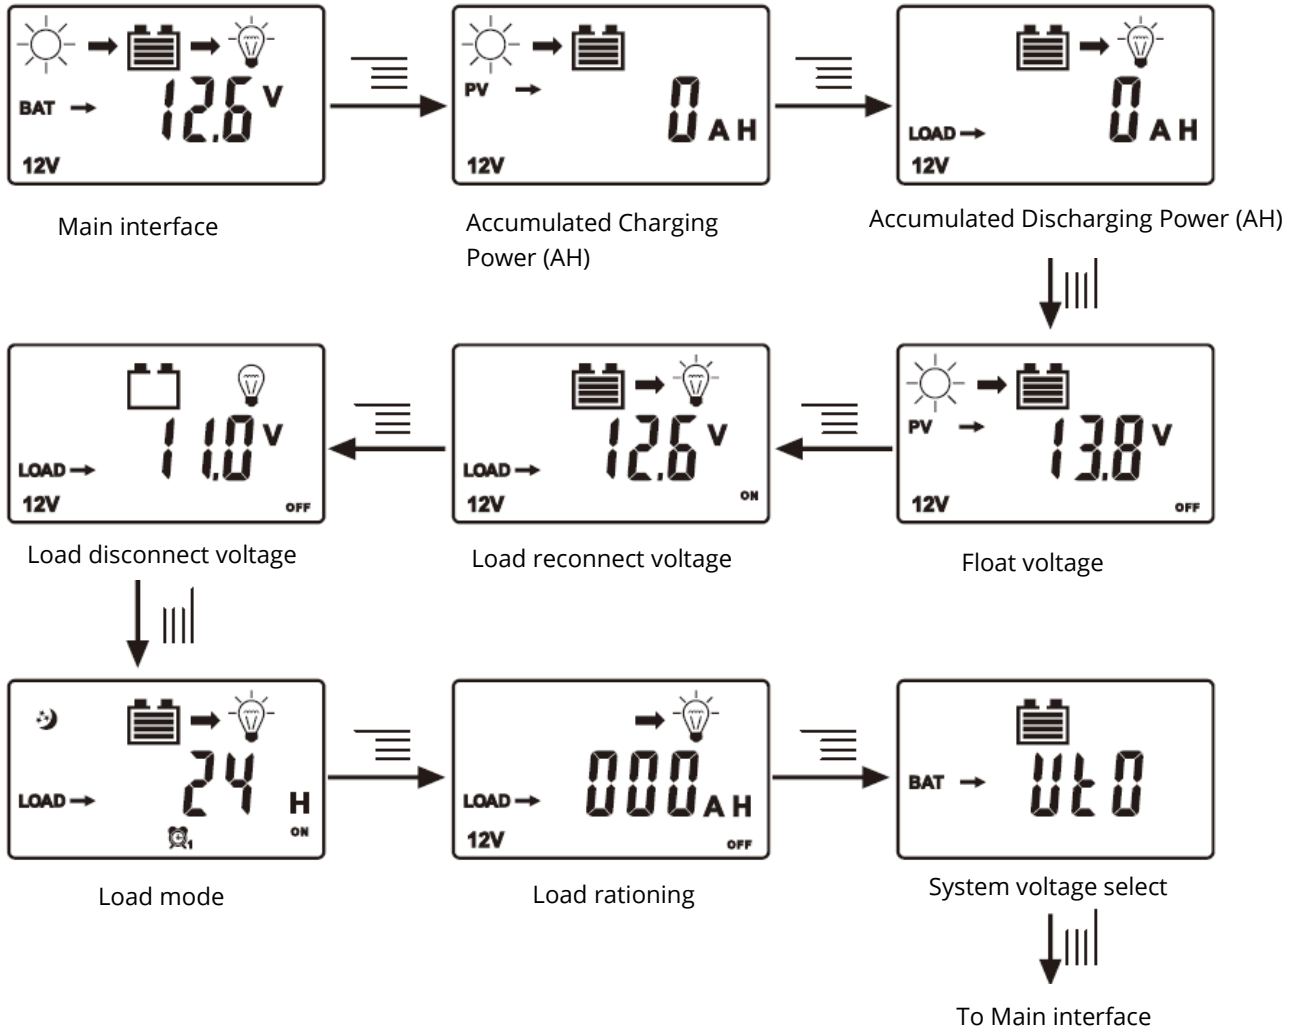 BAT → 12.6 V
12V
PV → 0 AH
12V
LOAD → 0 AH
12V
Main interface
Accumulated Charging
Power (AH)
Accumulated Discharging Power (AH)
LOAD → 11.0 V
12V OFF
LOAD → 12.6 V
12V ON
PV → 13.8 V
12V OFF
Load disconnect voltage
Load reconnect voltage
Float voltage
LOAD → 24 H
1 ON
LOAD → 000 AH
12V OFF
BAT → Ut0
Load mode
Load rationing
System voltage select
To Main interface